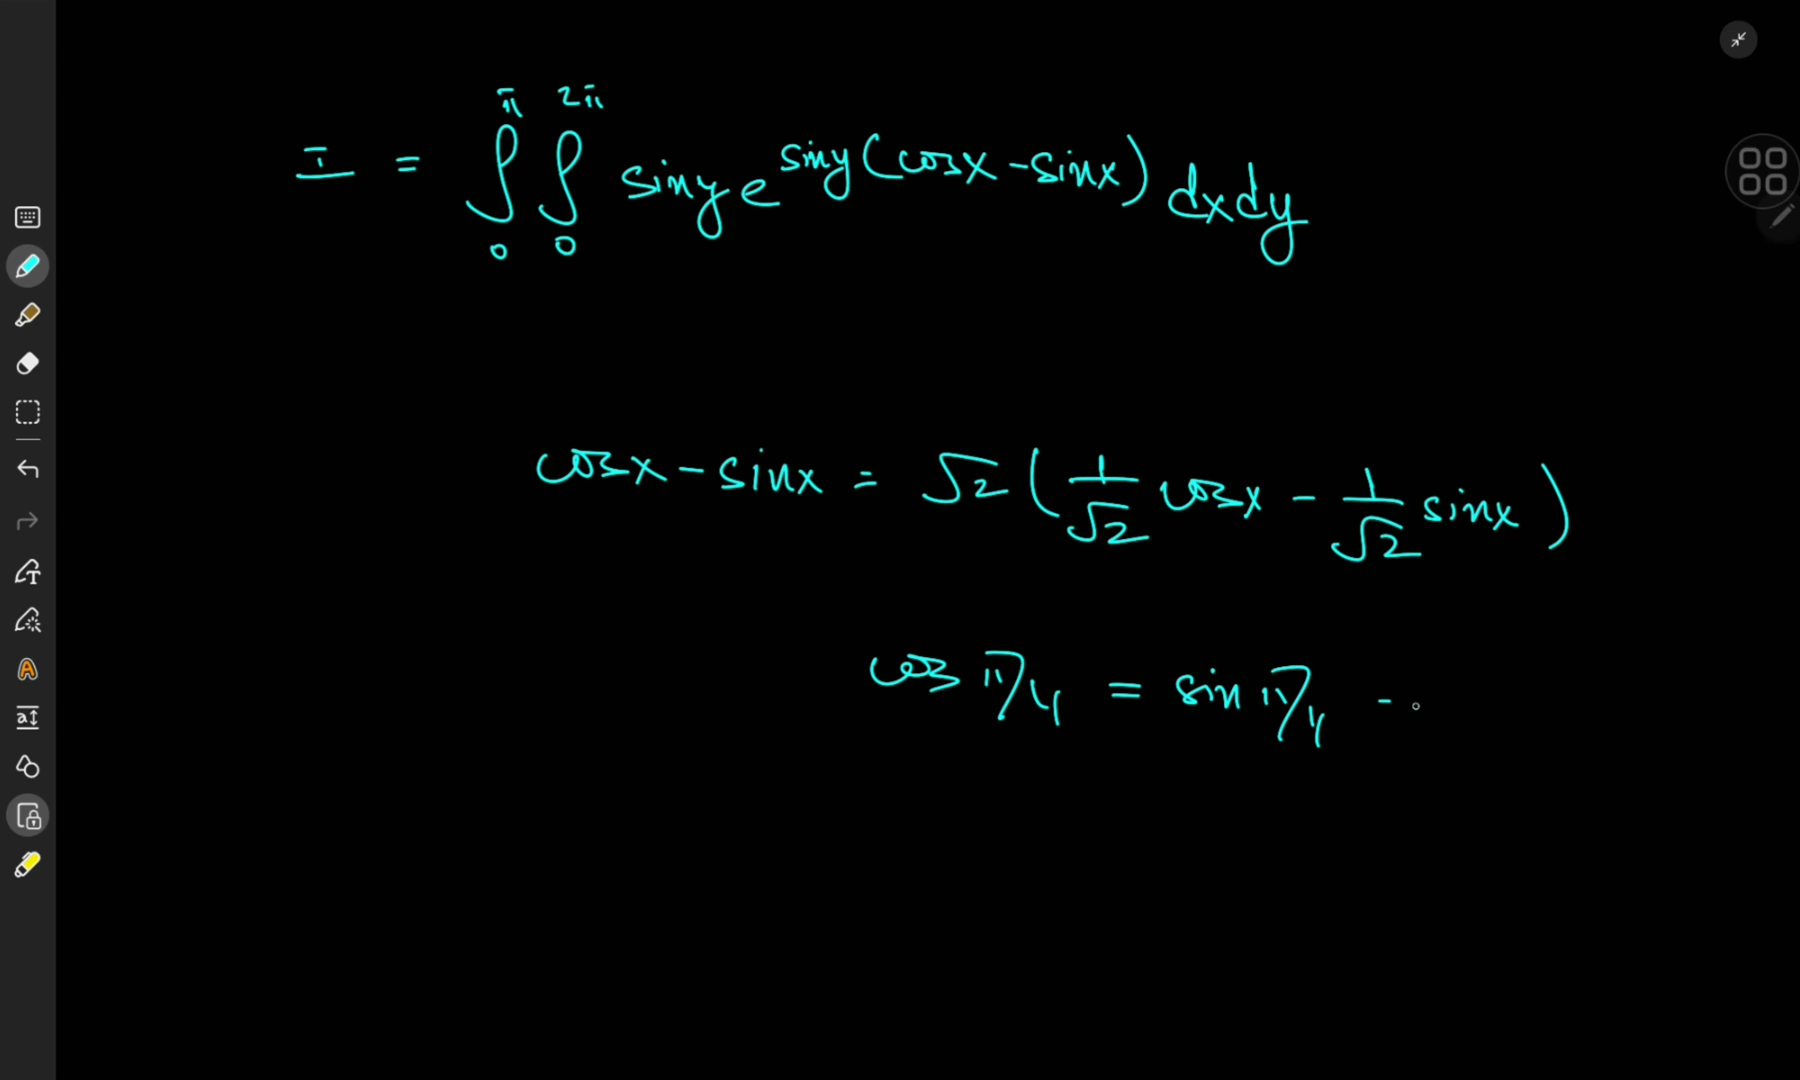 I = ∫₀^π ∫₀^2π siny e^siny(cosx - sinx) dxdy
cosx - sinx = √2 (1/√2 cosx - 1/√2 sinx)
cos π/4 = sin π/4 -